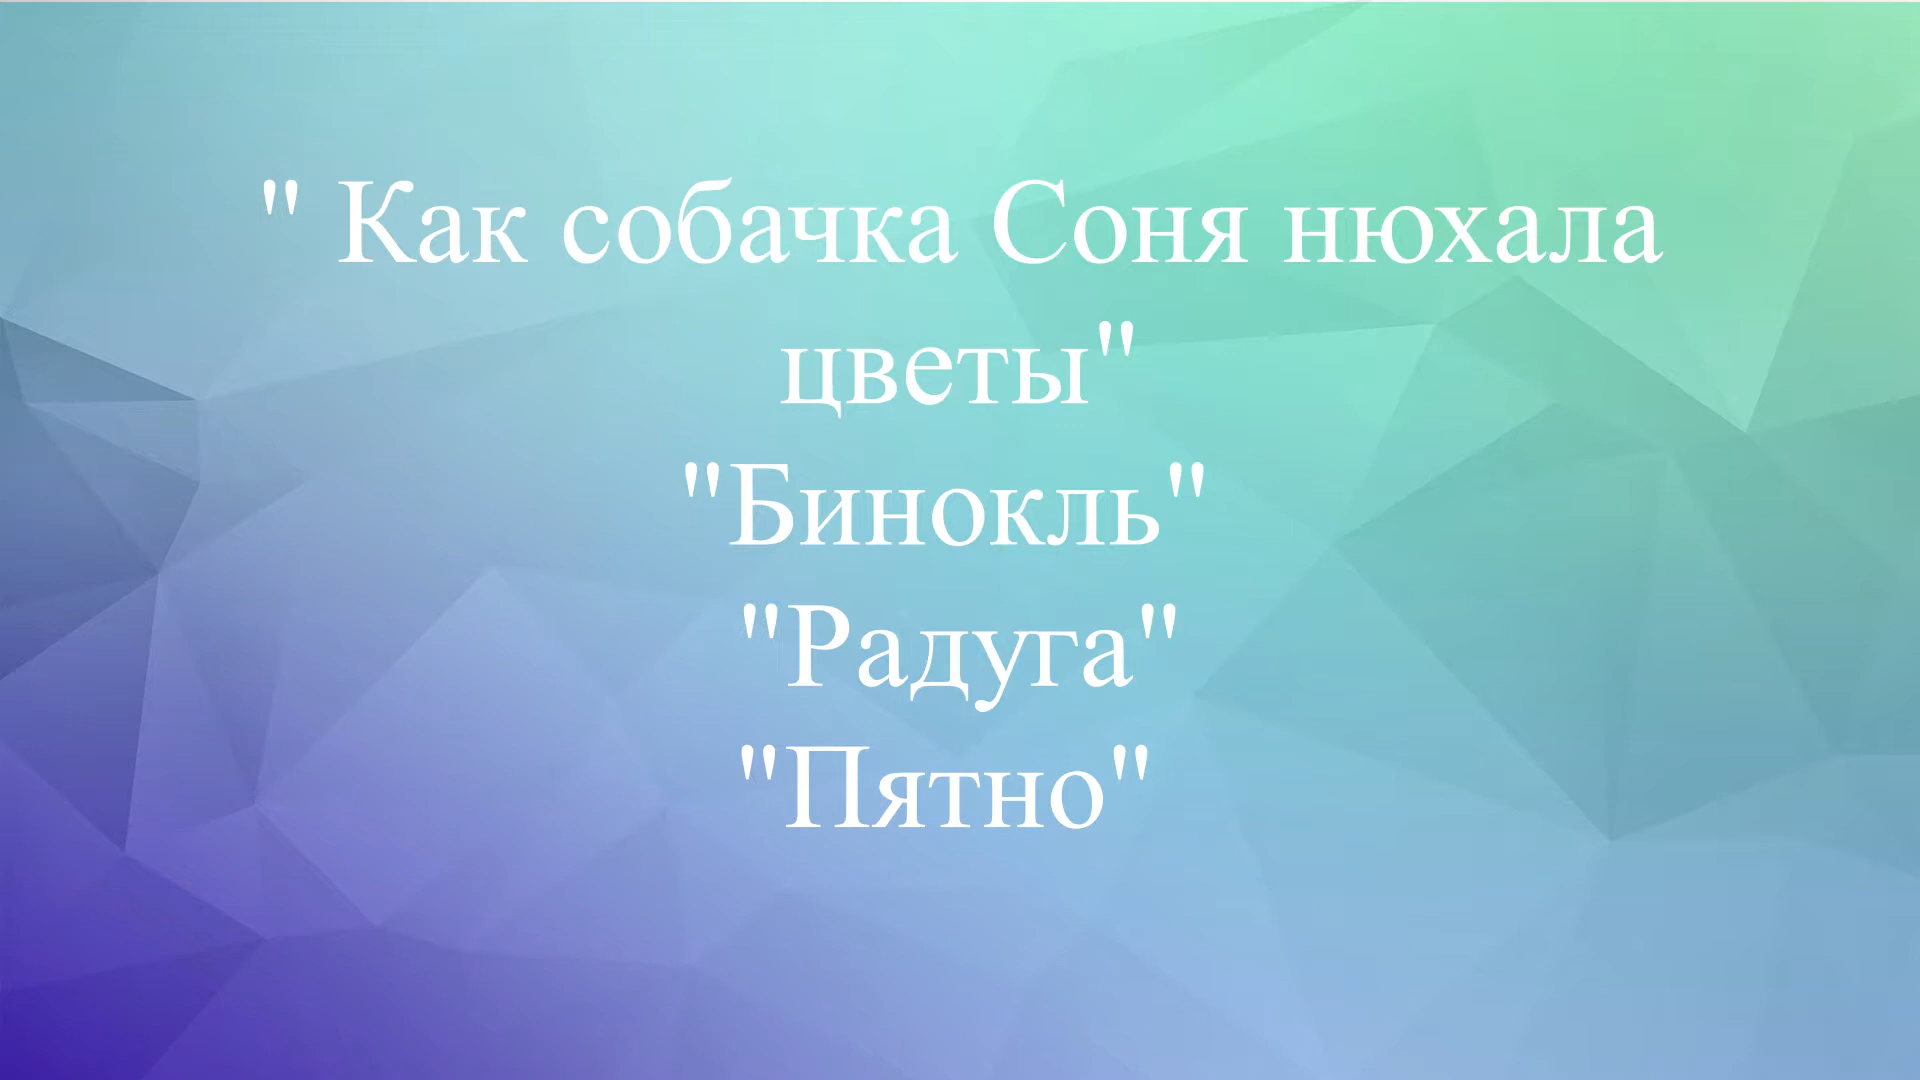 " Как собачка Соня нюхала
цветы"
"Бинокль"
"Радуга"
"Пятно"